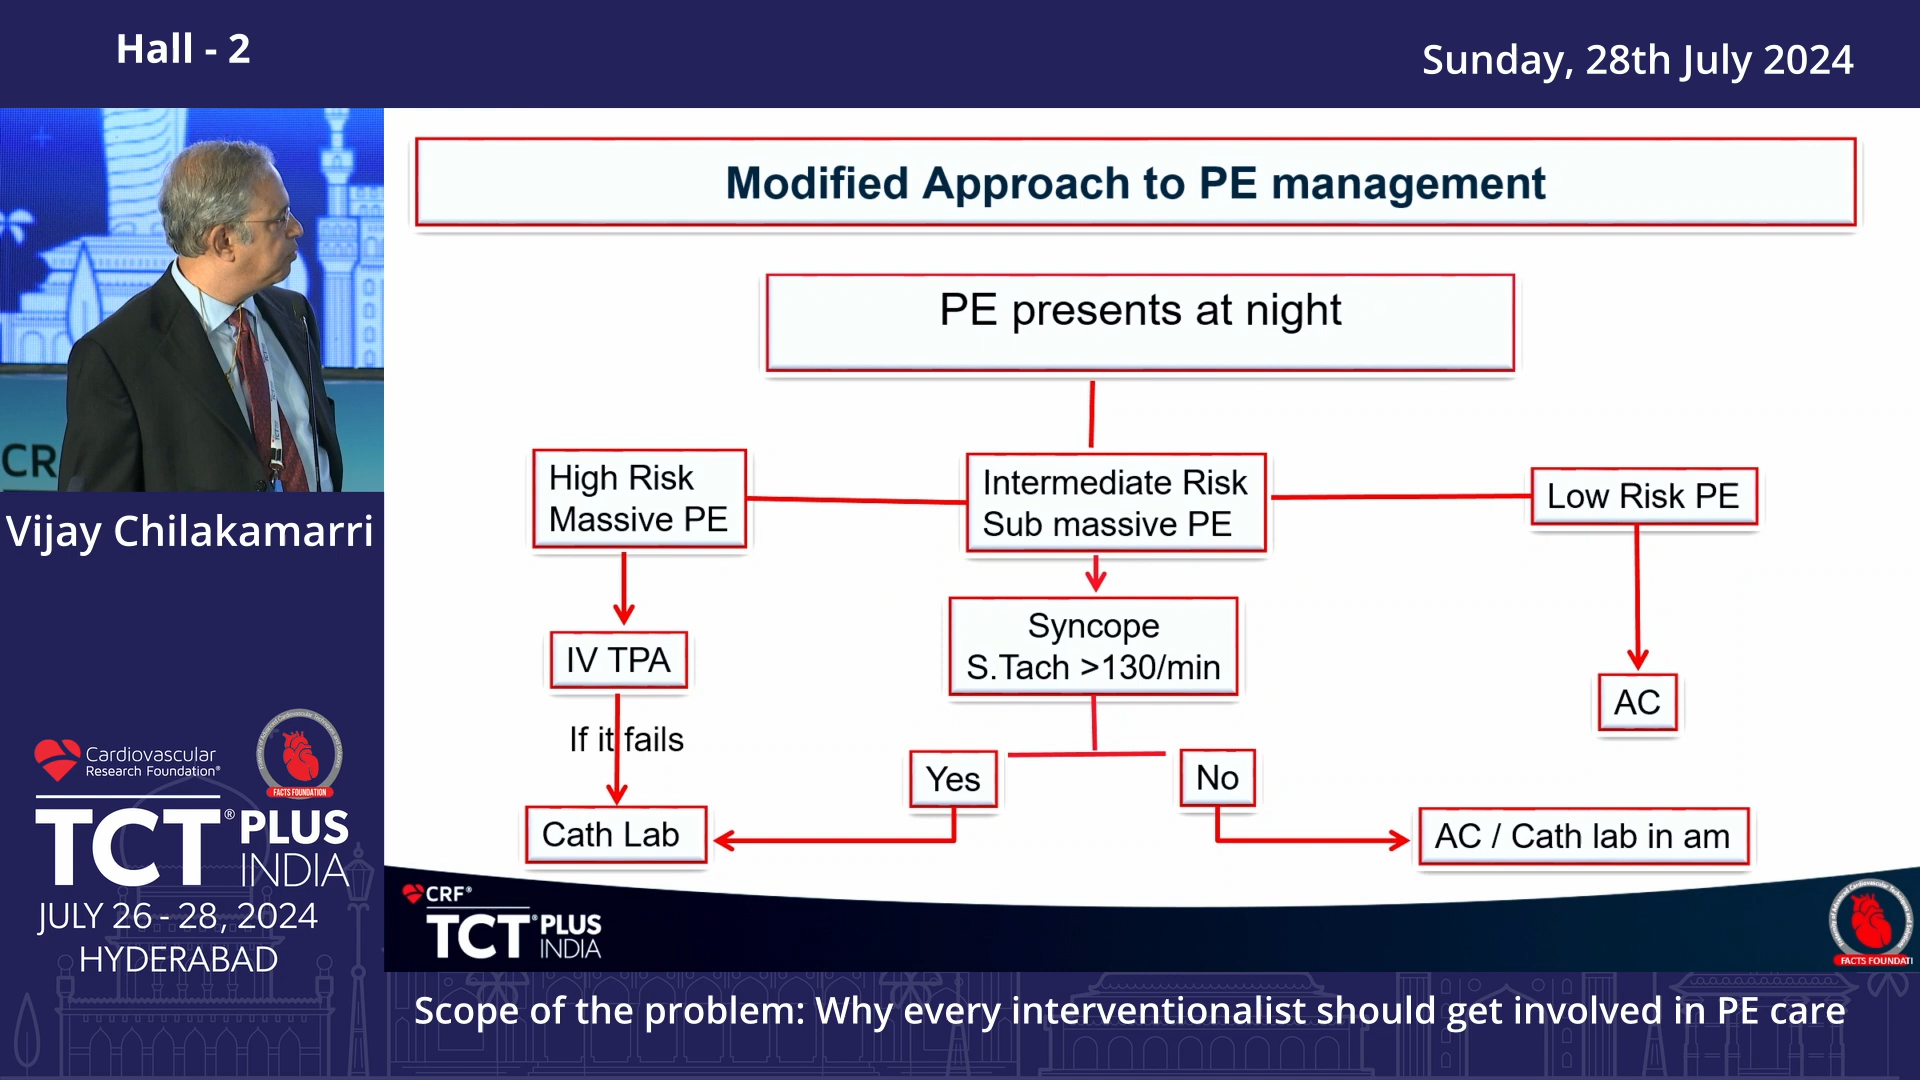 Hall - 2
Sunday, 28th July 2024
CR
Vijay Chilakamarri
Modified Approach to PE management
PE presents at night
High Risk
Massive PE
Intermediate Risk
Sub massive PE
Low Risk PE
IV TPA
Syncope
S.Tach >130/min
AC
If it fails
Yes
No
Cath Lab
AC / Cath lab in am
Cardiovascular
Research Foundation®
FACTS FOUNDATION
TCT® PLUS
INDIA
JULY 26 - 28, 2024
HYDERABAD
CRF®
TCT® PLUS
INDIA
FACTS FOUNDATI
Scope of the problem: Why every interventionalist should get involved in PE care